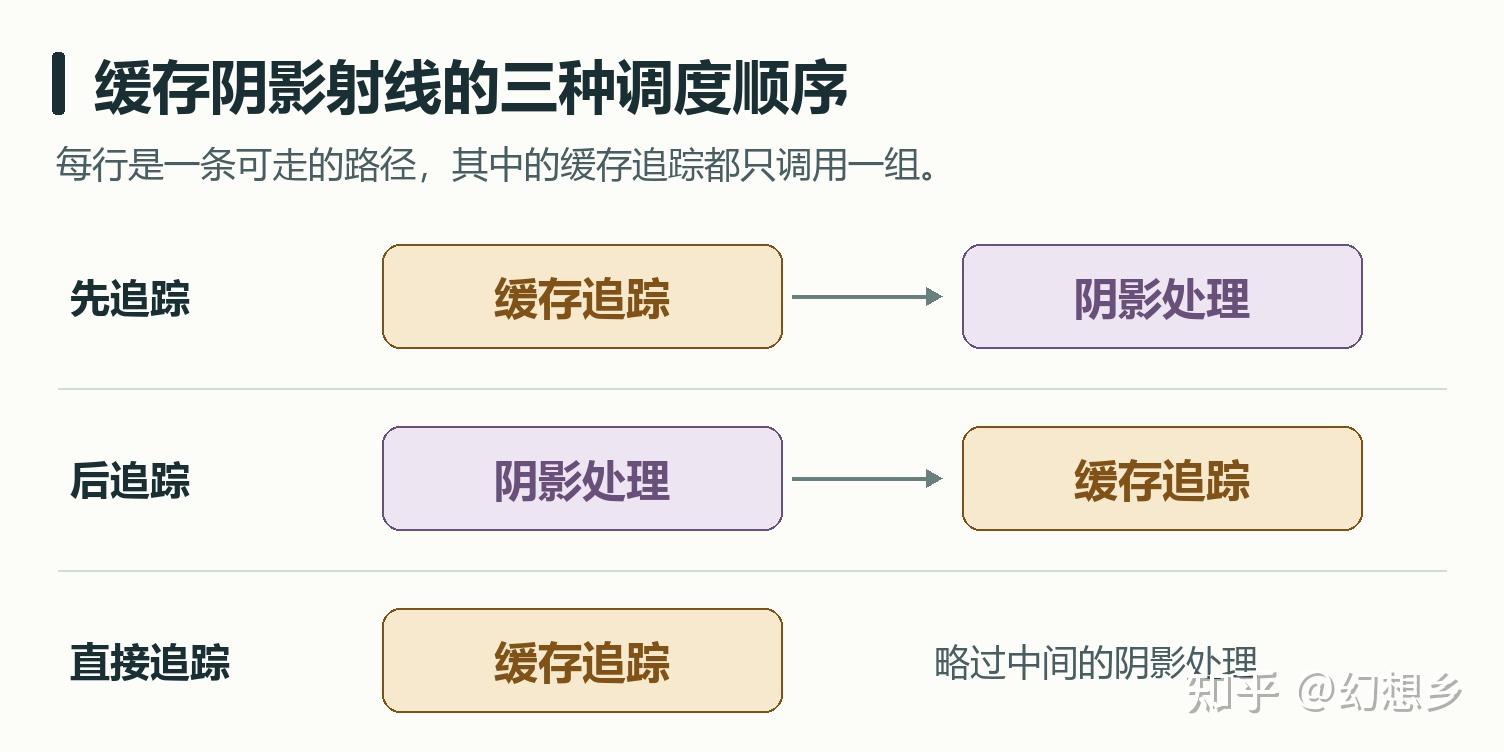 缓存阴影射线的三种调度顺序
每行是一条可走的路径，其中的缓存追踪都只调用一组。
先追踪 缓存追踪 阴影处理
后追踪 阴影处理 缓存追踪
直接追踪 缓存追踪 略过中间的阴影处理
知乎 @幻想乡